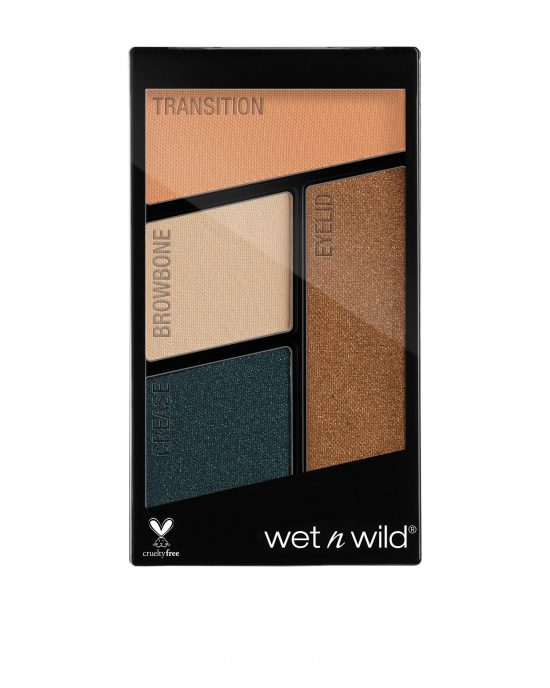 TRANSITION
EYELID
BROWBONE
CREASE
crueltyfree
wet n wild®